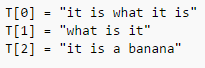 T[0] = "it is what it is"
T[1] = "what is it"
T[2] = "it is a banana"